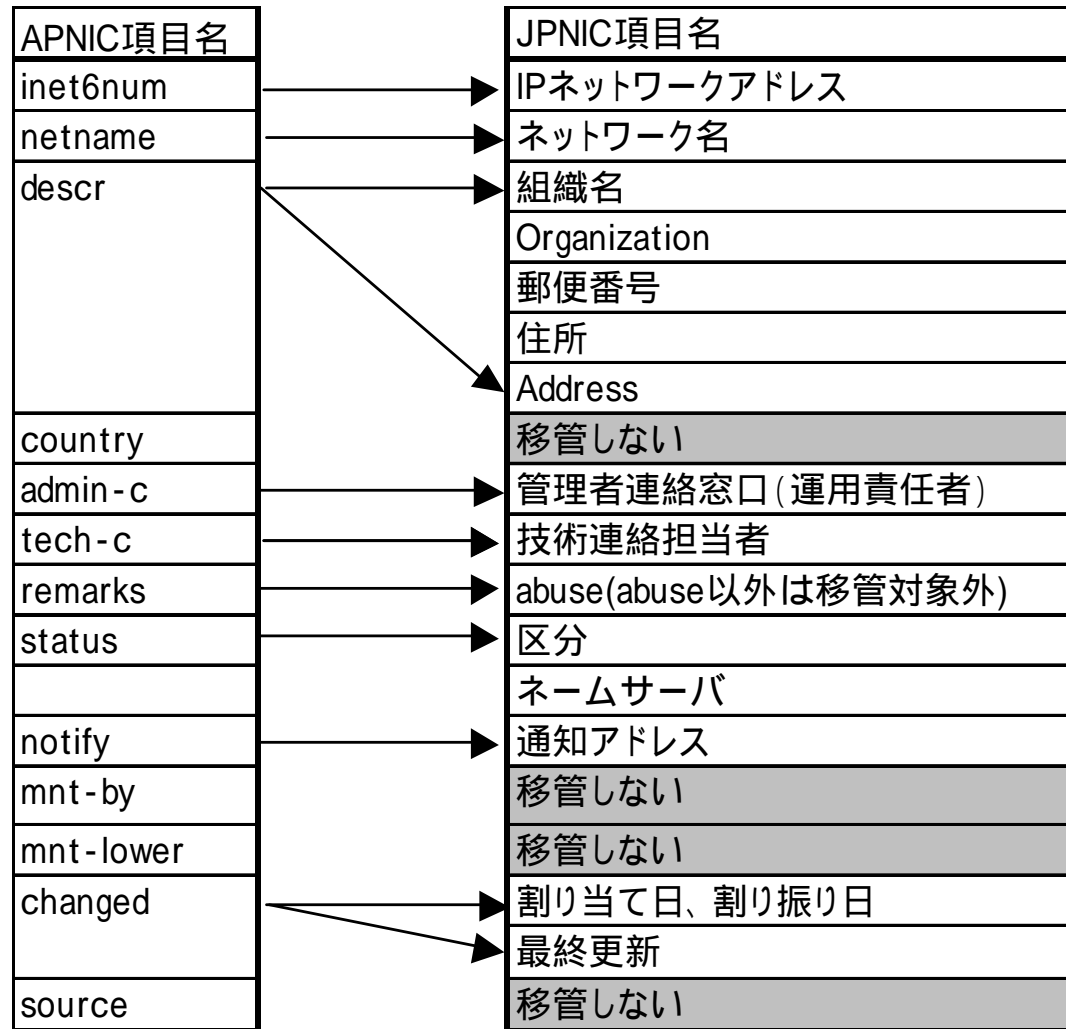 APNIC項目名 JPNIC項目名
inet6num IPネットワークアドレス
netname ネットワーク名
descr 組織名
Organization
郵便番号
住所
Address
country 移管しない
admin-c 管理者連絡窓口(運用責任者)
tech-c 技術連絡担当者
remarks abuse(abuse以外は移管対象外)
status 区分
ネームサーバ
notify 通知アドレス
mnt-by 移管しない
mnt-lower 移管しない
changed 割り当て日、割り振り日
最終更新
source 移管しない